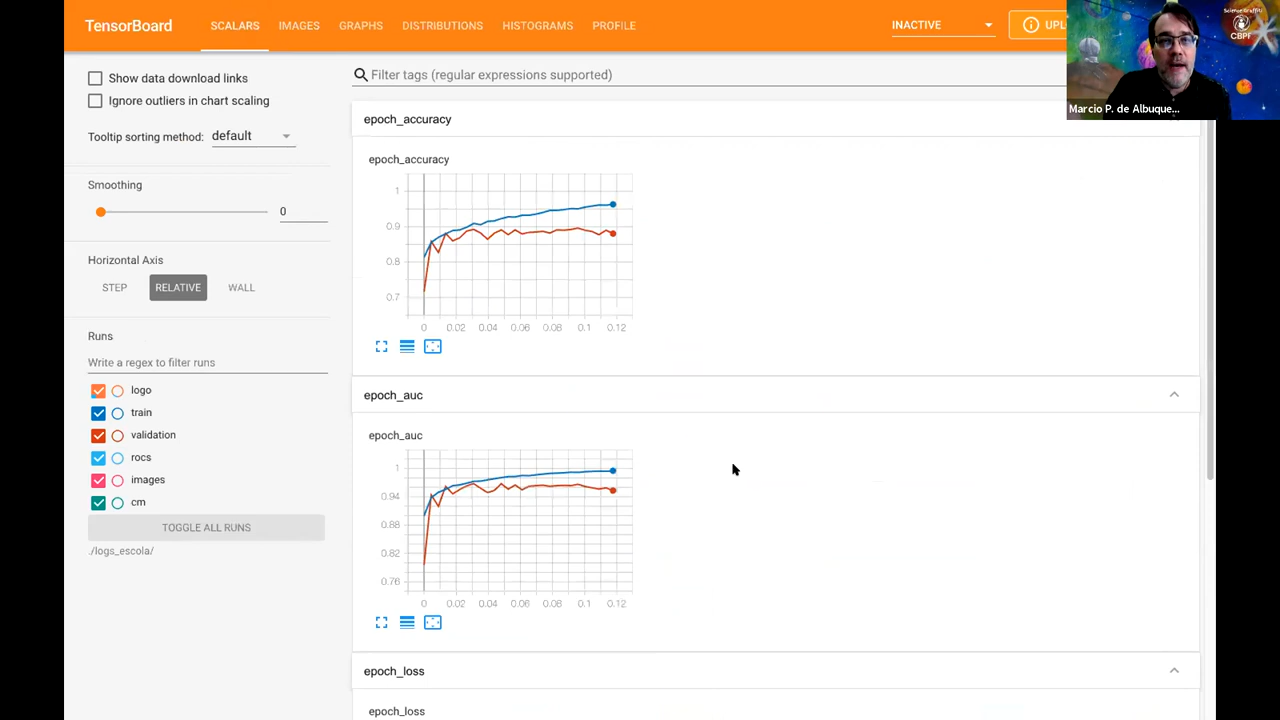 TensorBoard
SCALARS
IMAGES
GRAPHS
DISTRIBUTIONS
HISTOGRAMS
PROFILE
INACTIVE
UPL
Science Graffiti
CBPF
Marcio P. de Albuque...
Show data download links
Ignore outliers in chart scaling
Tooltip sorting method: default
Smoothing
0
Horizontal Axis
STEP
RELATIVE
WALL
Runs
Write a regex to filter runs
logo
train
validation
rocs
images
cm
TOGGLE ALL RUNS
./logs_escola/
Filter tags (regular expressions supported)
epoch_accuracy
epoch_accuracy
1
0.9
0.8
0.7
0 0.02 0.04 0.06 0.08 0.1 0.12
epoch_auc
epoch_auc
1
0.94
0.88
0.82
0.76
0 0.02 0.04 0.06 0.08 0.1 0.12
epoch_loss
epoch_loss